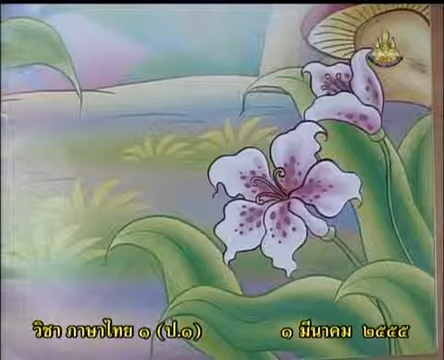 วิชา ภาษาไทย ๑ (ป.๑) ๑ มีนาคม ๒๕๕๕